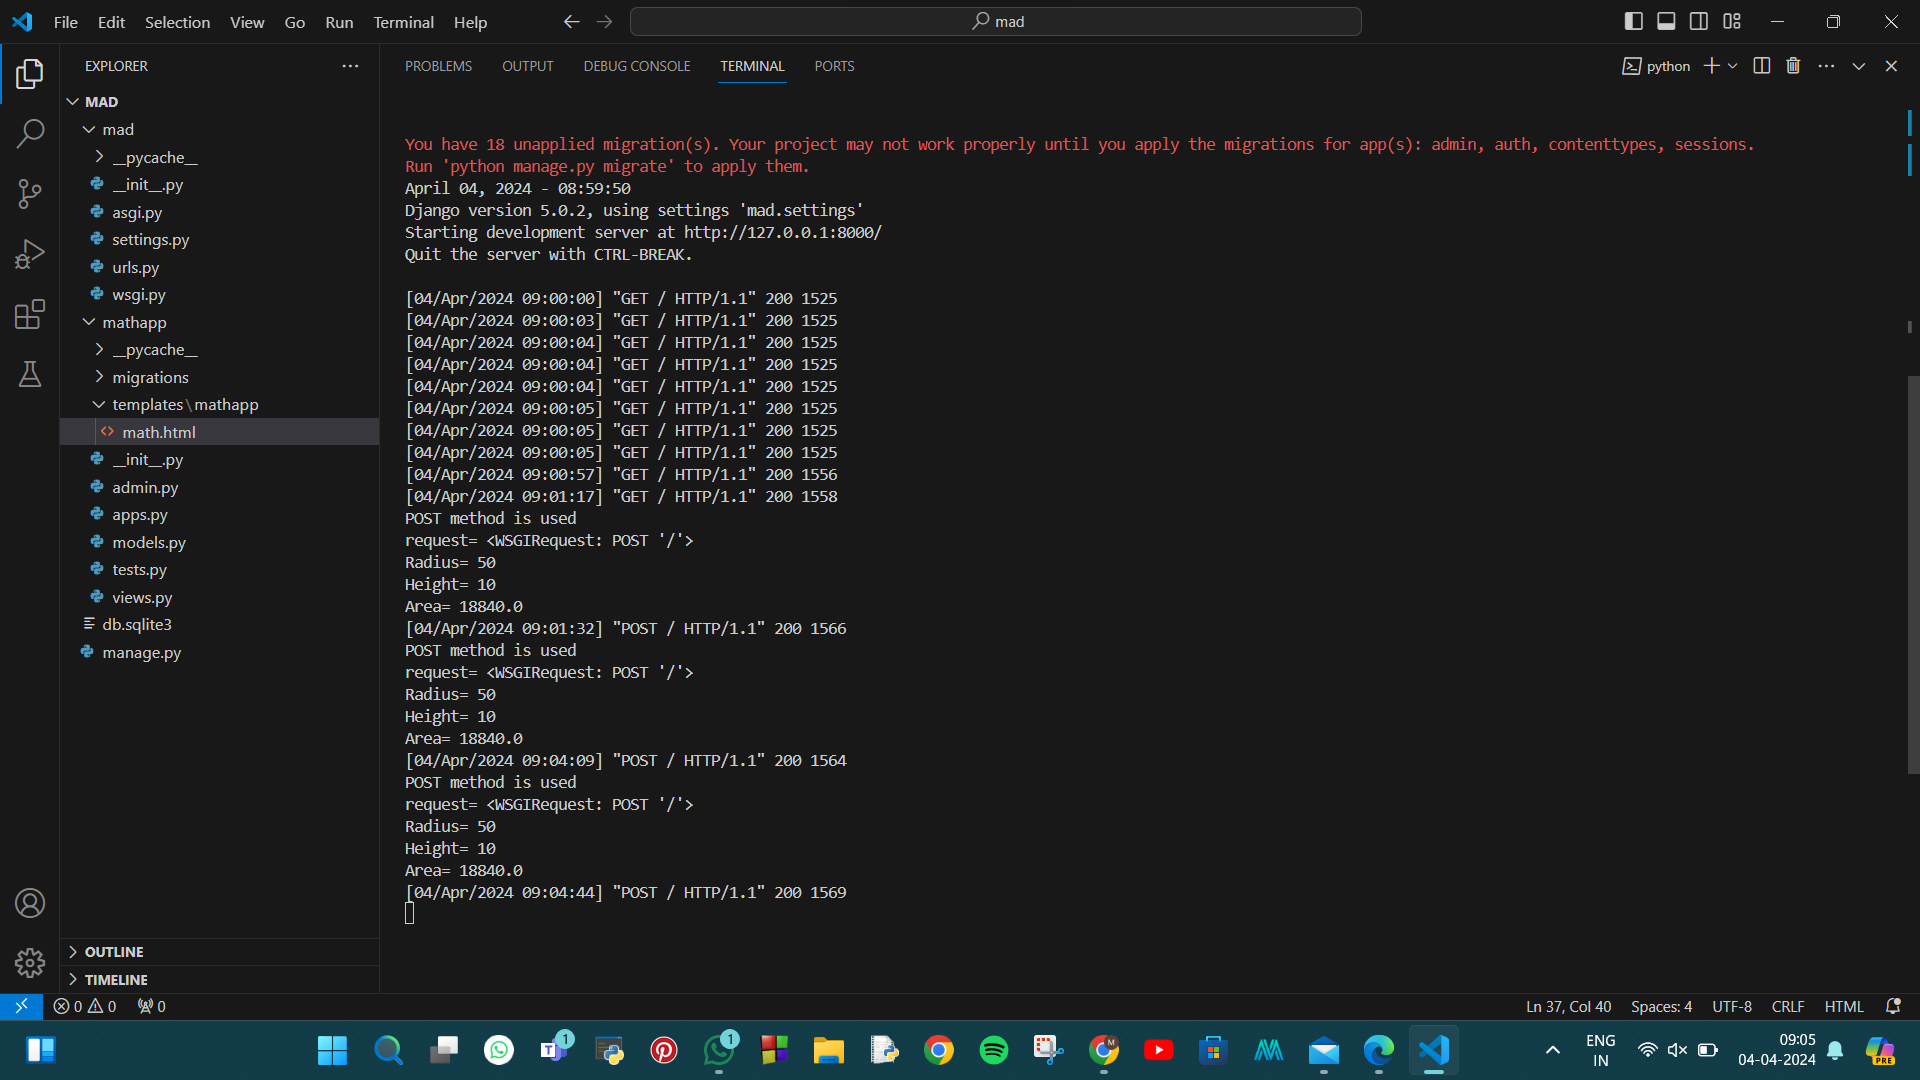 File Edit Selection View Go Run Terminal Help
mad
EXPLORER
MAD
mad
__pycache__
__init__.py
asgi.py
settings.py
urls.py
wsgi.py
mathapp
__pycache__
migrations
templates\mathapp
math.html
__init__.py
admin.py
apps.py
models.py
tests.py
views.py
db.sqlite3
manage.py
OUTLINE
TIMELINE
PROBLEMS OUTPUT DEBUG CONSOLE TERMINAL PORTS
python
You have 18 unapplied migration(s). Your project may not work properly until you apply the migrations for app(s): admin, auth, contenttypes, sessions.
Run 'python manage.py migrate' to apply them.
April 04, 2024 - 08:59:50
Django version 5.0.2, using settings 'mad.settings'
Starting development server at http://127.0.0.1:8000/
Quit the server with CTRL-BREAK.
[04/Apr/2024 09:00:00] "GET / HTTP/1.1" 200 1525
[04/Apr/2024 09:00:03] "GET / HTTP/1.1" 200 1525
[04/Apr/2024 09:00:04] "GET / HTTP/1.1" 200 1525
[04/Apr/2024 09:00:04] "GET / HTTP/1.1" 200 1525
[04/Apr/2024 09:00:04] "GET / HTTP/1.1" 200 1525
[04/Apr/2024 09:00:05] "GET / HTTP/1.1" 200 1525
[04/Apr/2024 09:00:05] "GET / HTTP/1.1" 200 1525
[04/Apr/2024 09:00:05] "GET / HTTP/1.1" 200 1525
[04/Apr/2024 09:00:57] "GET / HTTP/1.1" 200 1556
[04/Apr/2024 09:01:17] "GET / HTTP/1.1" 200 1558
POST method is used
request= <WSGIRequest: POST '/'>
Radius= 50
Height= 10
Area= 18840.0
[04/Apr/2024 09:01:32] "POST / HTTP/1.1" 200 1566
POST method is used
request= <WSGIRequest: POST '/'>
Radius= 50
Height= 10
Area= 18840.0
[04/Apr/2024 09:04:09] "POST / HTTP/1.1" 200 1564
POST method is used
request= <WSGIRequest: POST '/'>
Radius= 50
Height= 10
Area= 18840.0
[04/Apr/2024 09:04:44] "POST / HTTP/1.1" 200 1569
0 0 0
Ln 37, Col 40 Spaces: 4 UTF-8 CRLF HTML
1
T
1
M
ENG
IN
09:05
04-04-2024
PRE